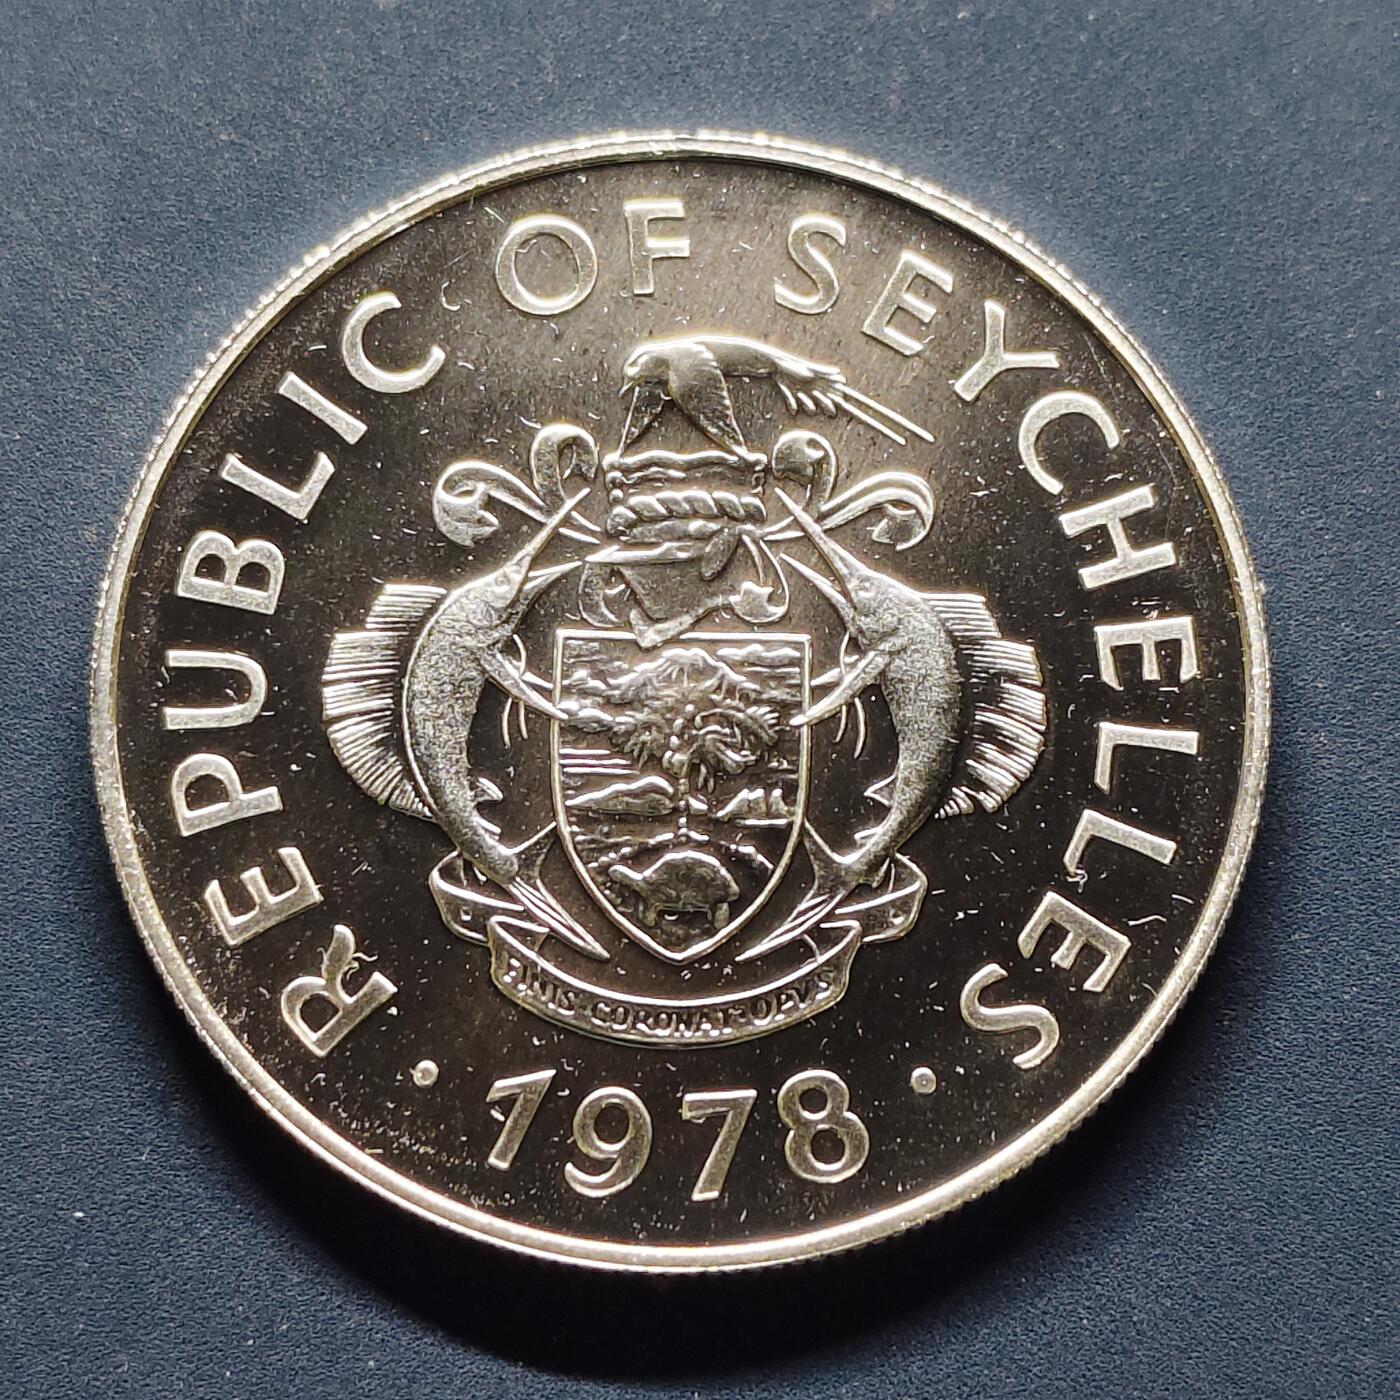 REPUBLIC OF SEYCHELLES
FINIS·CORONAT·OPVS
· 1978 ·